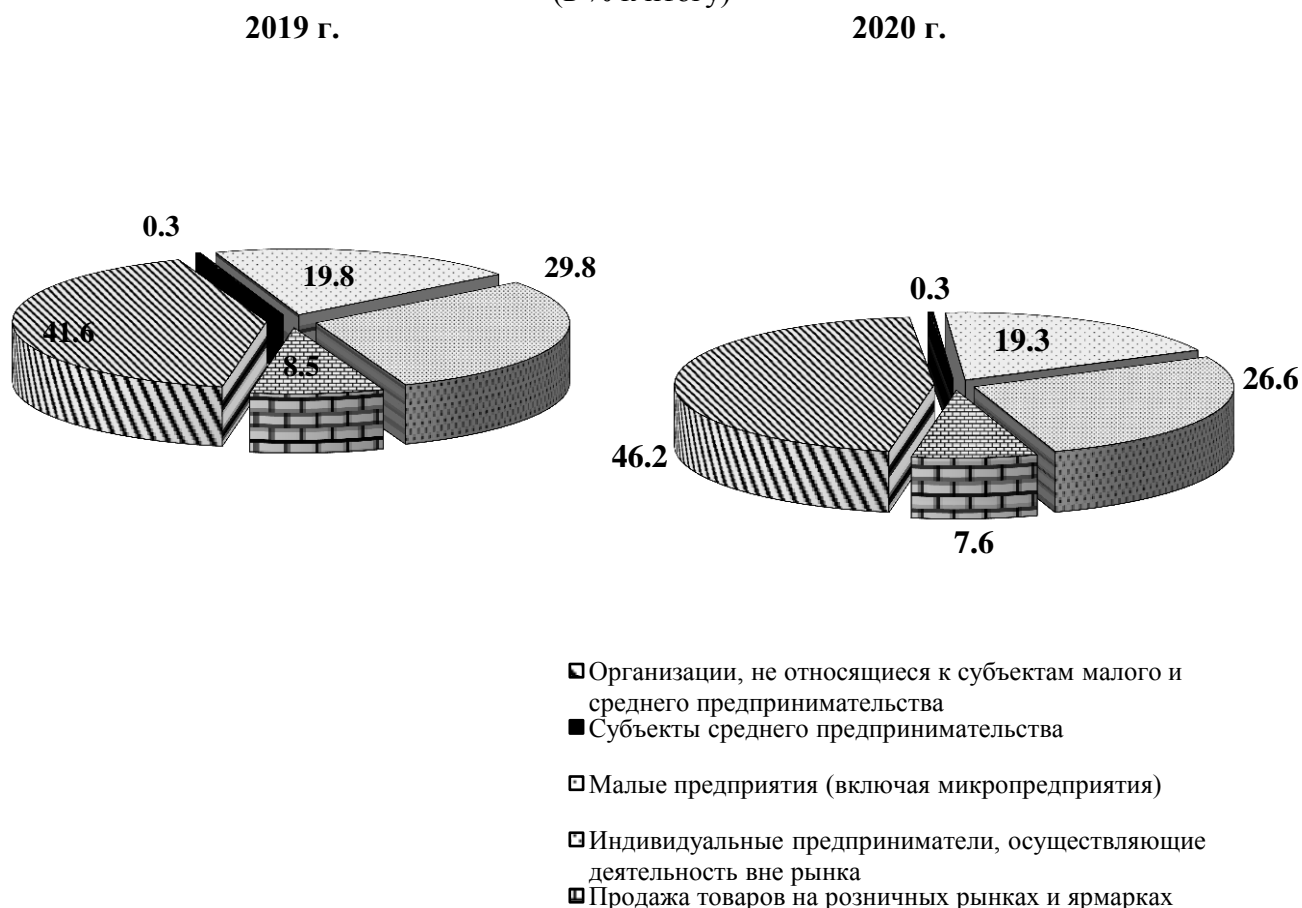 2019 г.
2020 г.
0.3
19.8
29.8
41.6
8.5
0.3
19.3
26.6
46.2
7.6
Организации, не относящиеся к субъектам малого и
среднего предпринимательства
Субъекты среднего предпринимательства
Малые предприятия (включая микропредприятия)
Индивидуальные предприниматели, осуществляющие
деятельность вне рынка
Продажа товаров на розничных рынках и ярмарках